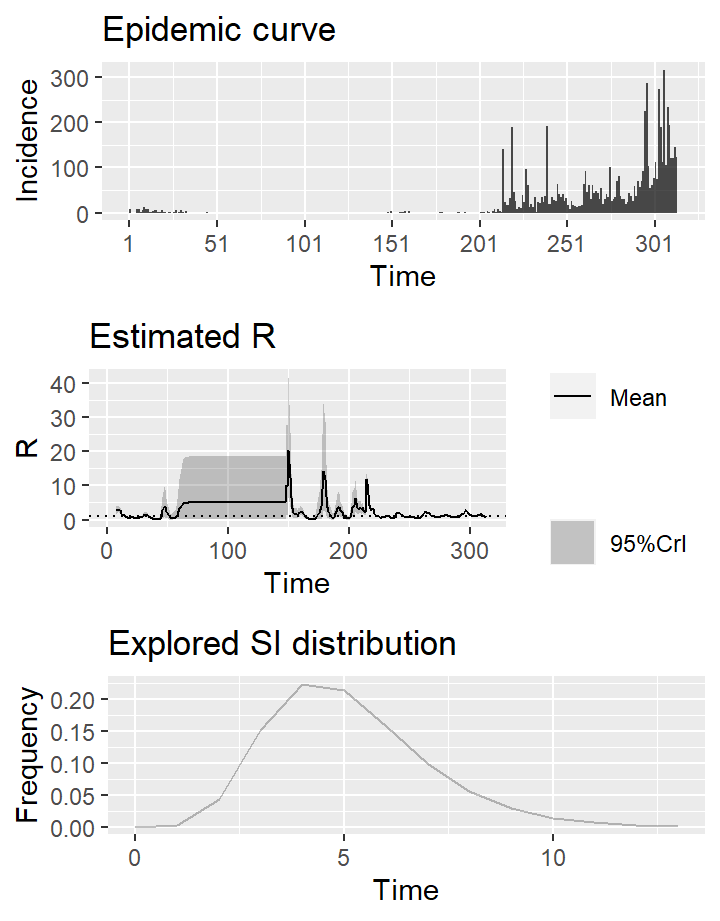 Epidemic curve
Incidence
300
200
100
0
1 51 101 151 201 251 301
Time
Estimated R
R
40
30
20
10
0
0 100 200 300
Time
Mean
95%CrI
Explored SI distribution
Frequency
0.20
0.15
0.10
0.05
0.00
0 5 10
Time